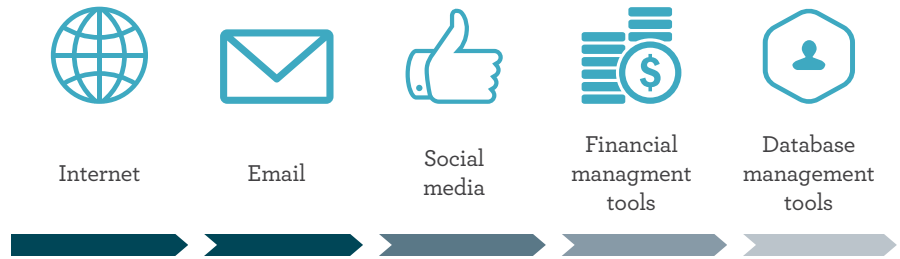 Internet
Email
Social
media
Financial
managment
tools
Database
management
tools
$